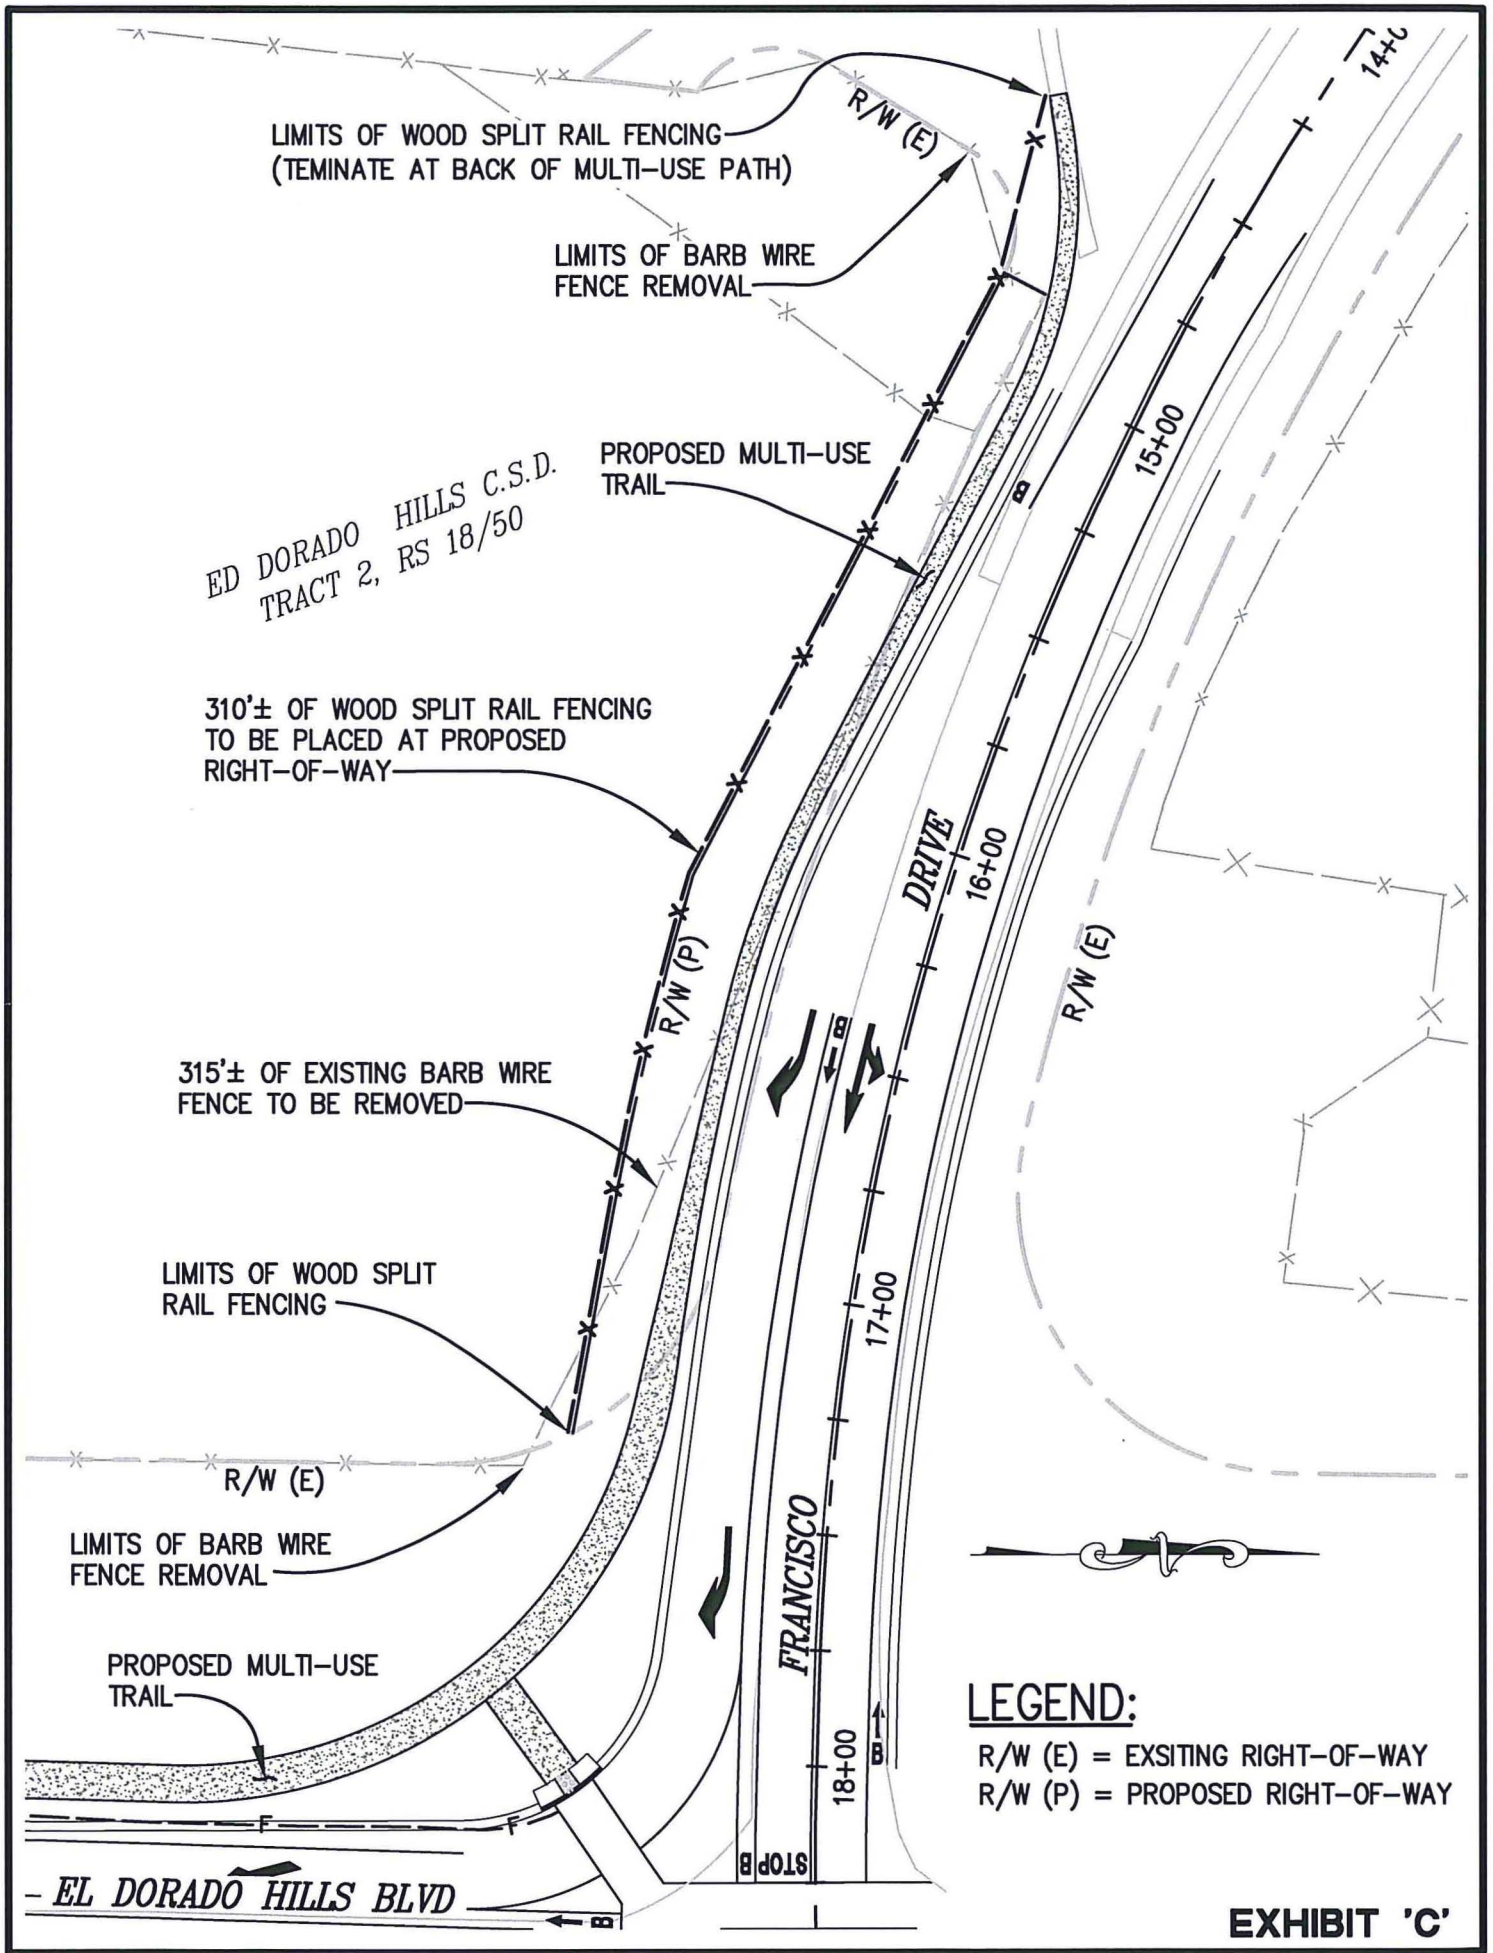 14+0
R/W (E)
LIMITS OF WOOD SPLIT RAIL FENCING
(TEMINATE AT BACK OF MULTI-USE PATH)
LIMITS OF BARB WIRE
FENCE REMOVAL
15+00
PROPOSED MULTI-USE
TRAIL
B
ED DORADO HILLS C.S.D.
TRACT 2, RS 18/50
310'± OF WOOD SPLIT RAIL FENCING
TO BE PLACED AT PROPOSED
RIGHT-OF-WAY
DRIVE
16+00
R/W (P)
R/W (E)
B
315'± OF EXISTING BARB WIRE
FENCE TO BE REMOVED
LIMITS OF WOOD SPLIT
RAIL FENCING
17+00
R/W (E)
LIMITS OF BARB WIRE
FENCE REMOVAL
FRANCISCO
N
PROPOSED MULTI-USE
TRAIL
LEGEND:
R/W (E) = EXSITING RIGHT-OF-WAY
R/W (P) = PROPOSED RIGHT-OF-WAY
18+00
B
F
F
STOP B
EL DORADO HILLS BLVD
B
EXHIBIT 'C'